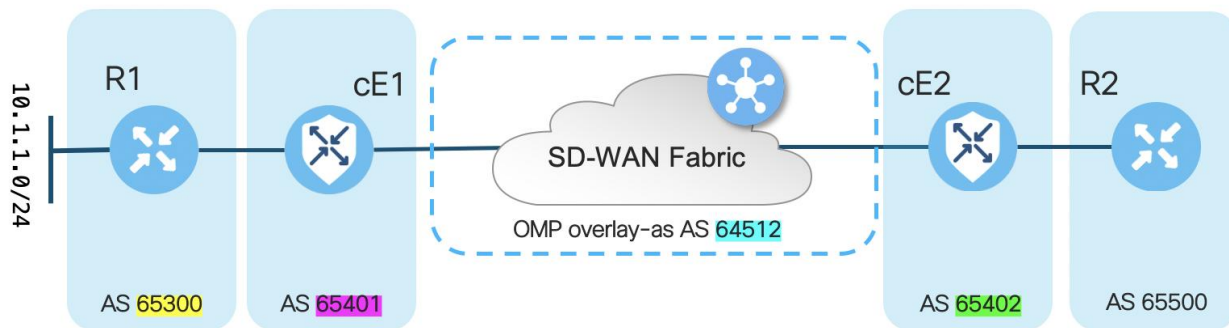 10.1.1.0/24
R1
cE1
SD-WAN Fabric
OMP overlay-as AS 64512
cE2
R2
AS 65300
AS 65401
AS 65402
AS 65500